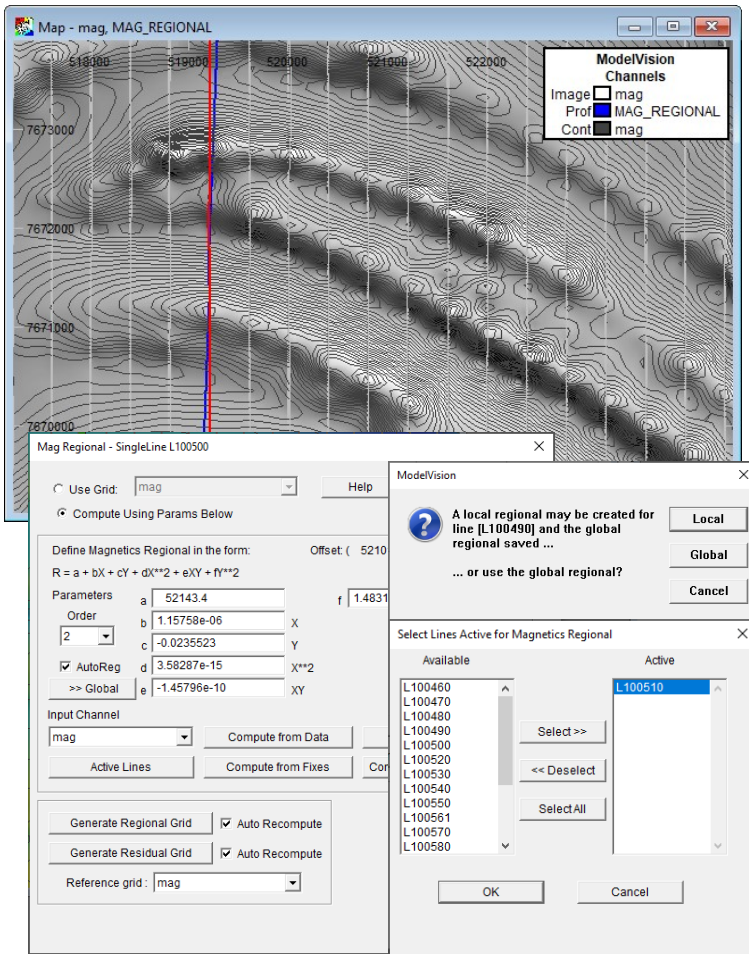 Map - mag, MAG_REGIONAL
518000 519000 520000 521000 522000
ModelVision
Channels
Image mag
Prof MAG_REGIONAL
Cont mag
7673000
7672000
7671000
7670000
Mag Regional - SingleLine L100500
Use Grid: mag Help
Compute Using Params Below
Define Magnetics Regional in the form: Offset: ( 5210
R = a + bX + cY + dX**2 + eXY + fY**2
Parameters a 52143.4 f 1.4831
Order b 1.15758e-06 X
2 c -0.0235523 Y
AutoReg d 3.58287e-15 X**2
>> Global e -1.45796e-10 XY
Input Channel
mag Compute from Data
Active Lines Compute from Fixes Cor
Generate Regional Grid Auto Recompute
Generate Residual Grid Auto Recompute
Reference grid : mag
ModelVision
A local regional may be created for
line [L100490] and the global
regional saved ...
... or use the global regional?
Local
Global
Cancel
Select Lines Active for Magnetics Regional
Available Active
L100460
L100470
L100480
L100490
L100500
L100520
L100530
L100540
L100550
L100561
L100570
L100580
Select >>
<< Deselect
Select All
L100510
OK Cancel